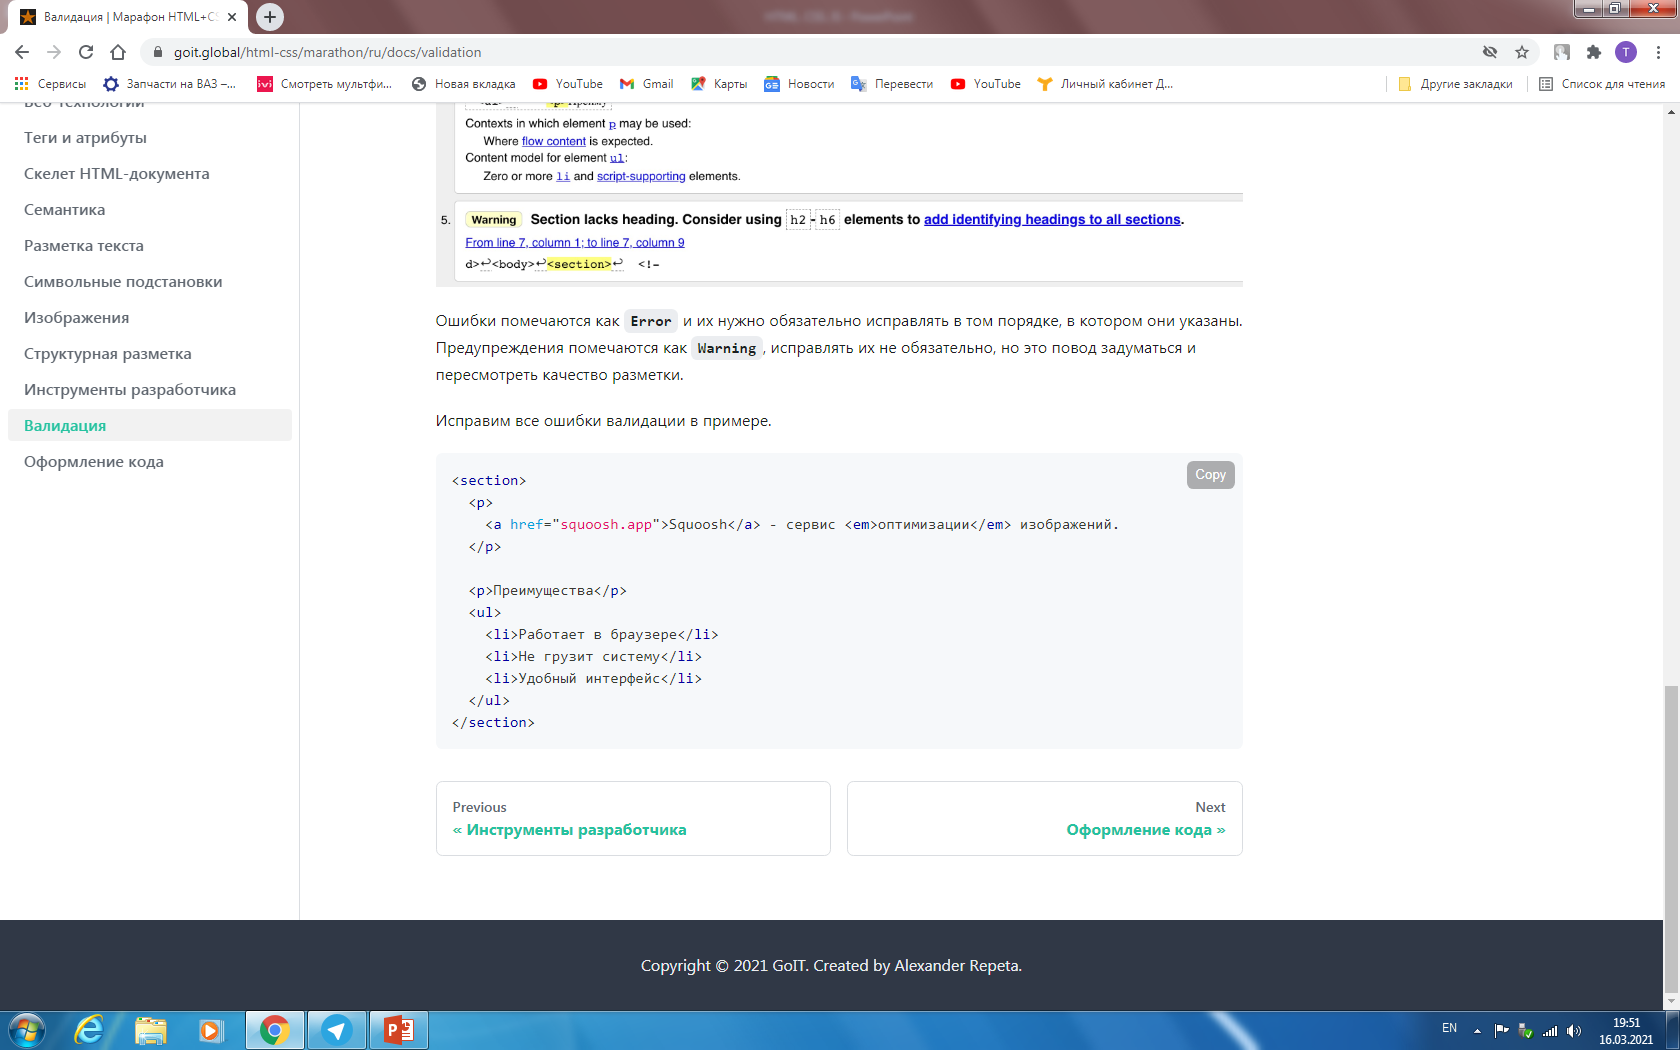 Валидация | Марафон HTML+CS
goit.global/html-css/marathon/ru/docs/validation
T
Сервисы
Запчасти на ВАЗ –...
ivi
Смотреть мультфи...
Новая вкладка
YouTube
Gmail
Карты
Новости
Перевести
YouTube
Личный кабинет Д...
Другие закладки
Список для чтения
Веб-технологии
Теги и атрибуты
Скелет HTML-документа
Семантика
Разметка текста
Символьные подстановки
Изображения
Структурная разметка
Инструменты разработчика
Валидация
Оформление кода
Contexts in which element p may be used:
Where flow content is expected.
Content model for element ul:
Zero or more li and script-supporting elements.
5. Warning Section lacks heading. Consider using h2-h6 elements to add identifying headings to all sections.
From line 7, column 1; to line 7, column 9
d>↩<body>↩<section>↩ <!–
Ошибки помечаются как Error и их нужно обязательно исправлять в том порядке, в котором они указаны.
Предупреждения помечаются как Warning, исправлять их не обязательно, но это повод задуматься и
пересмотреть качество разметки.
Исправим все ошибки валидации в примере.
Copy
<section>
<p>
<a href="squoosh.app">Squoosh</a> - сервис <em>оптимизации</em> изображений.
</p>
<p>Преимущества</p>
<ul>
<li>Работает в браузере</li>
<li>Не грузит систему</li>
<li>Удобный интерфейс</li>
</ul>
</section>
Previous
« Инструменты разработчика
Next
Оформление кода »
Copyright © 2021 GoIT. Created by Alexander Repeta.
EN
19:51
16.03.2021